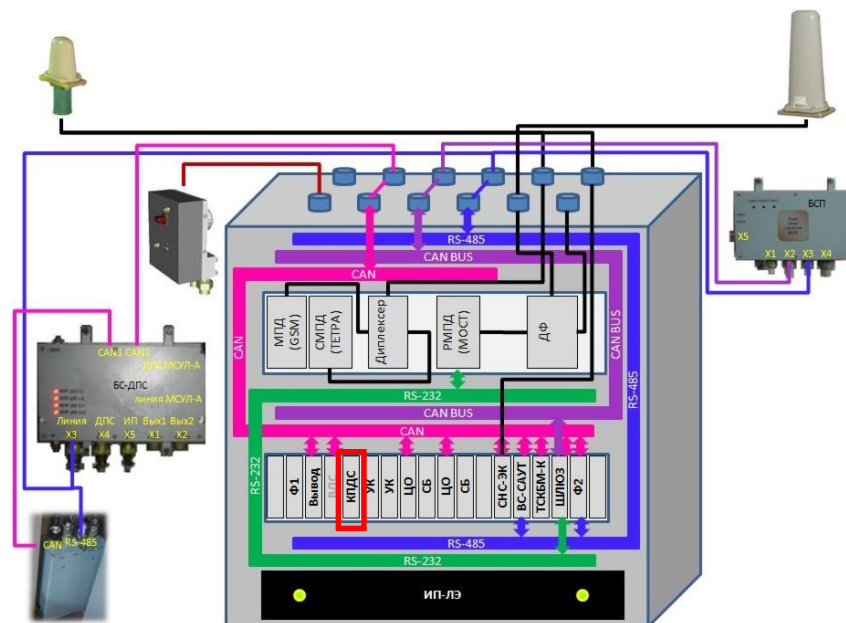 БСП
X5
X1 X2 X3 X4
RS-485
CAN BUS
CAN
CAN
CAN BUS
RS-485
МПД
(GSM)
СМПД
(ТЕТРА)
Диплексер
РМПД
(МОСТ)
ДФ
CAN1 CAN2
ДПС МСУЛ-А
БС-ДПС
линия МСУЛ-А
Линия ДПС ИП Вых1 Вых2
X3 X4 X5 X1 X2
RS-232
CAN BUS
CAN
RS-232
Ф1
Вывод
ВДС
КПДС
УК
УК
ЦО
СБ
ЦО
СБ
СНС-ЭК
ВС-САУТ
ТСКБМ-К
ШЛЮЗ
Ф2
CAN RS-485
RS-485
RS-232
ИП-ЛЭ